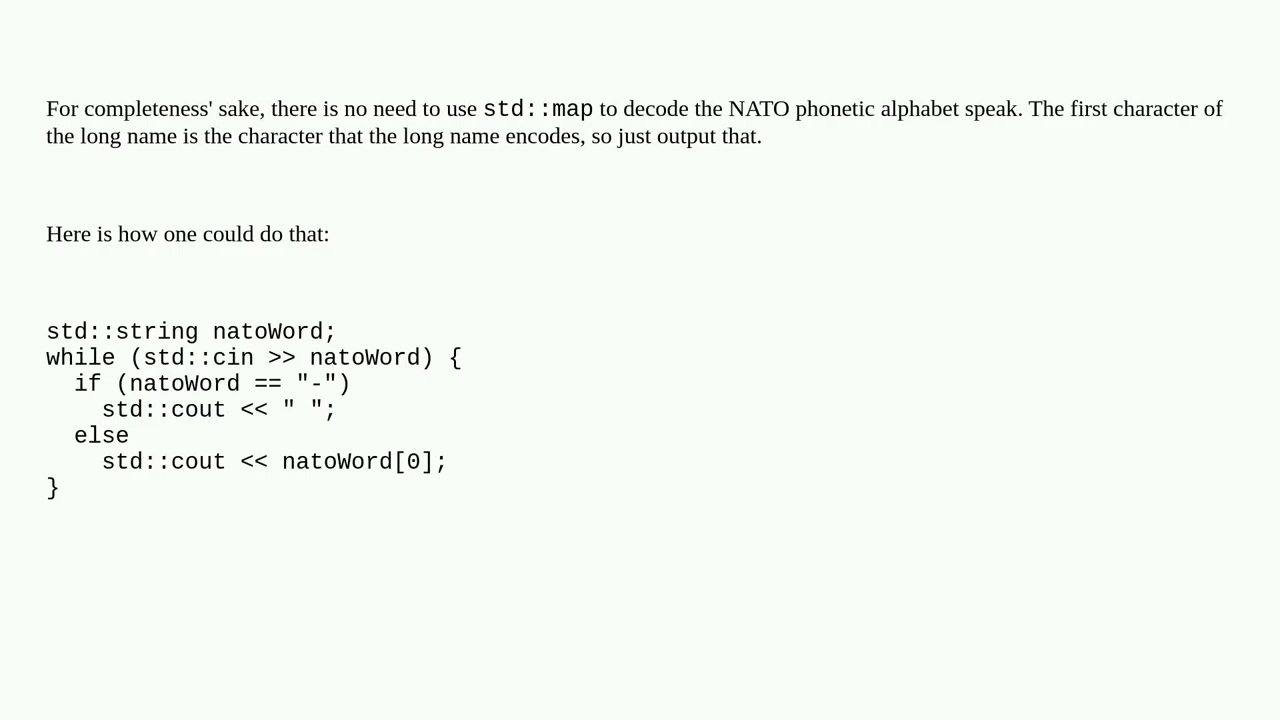 For completeness' sake, there is no need to use std::map to decode the NATO phonetic alphabet speak. The first character of
the long name is the character that the long name encodes, so just output that.
Here is how one could do that:
std::string natoWord;
while (std::cin >> natoWord) {
  if (natoWord == "-")
    std::cout << " ";
  else
    std::cout << natoWord[0];
}